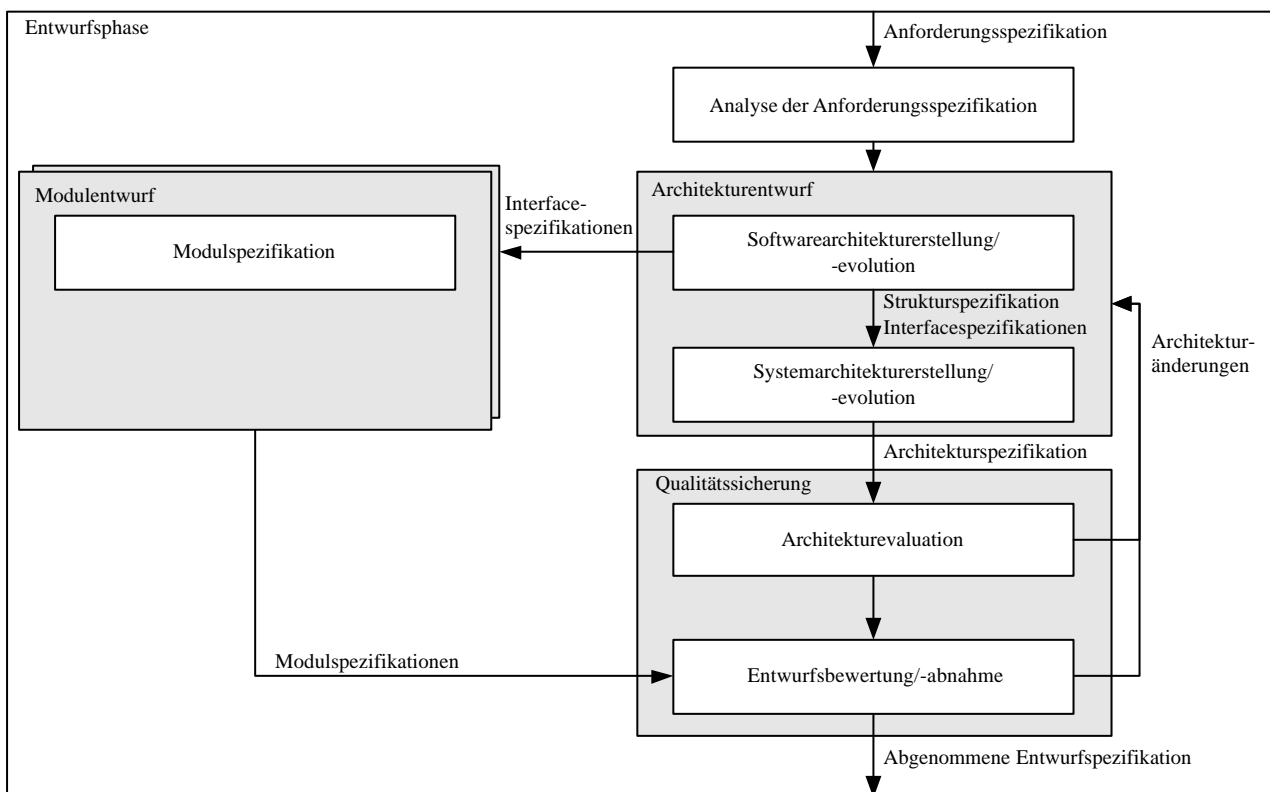 Entwurfsphase
Anforderungsspezifikation
Analyse der Anforderungsspezifikation
Modulentwurf
Modulspezifikation
Interface-
spezifikationen
Architekturentwurf
Softwarearchitekturerstellung/
-evolution
Strukturspezifikation
Interfacespezifikationen
Systemarchitekturerstellung/
-evolution
Architektur-
änderungen
Architekturspezifikation
Qualitätssicherung
Architekturevaluation
Modulspezifikationen
Entwurfsbewertung/-abnahme
Abgenommene Entwurfspezifikation